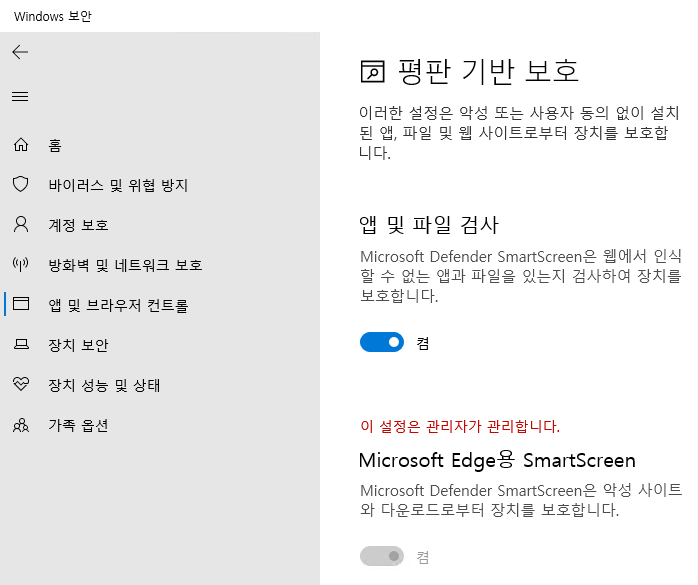 Windows 보안
홈
바이러스 및 위협 방지
계정 보호
방화벽 및 네트워크 보호
앱 및 브라우저 컨트롤
장치 보안
장치 성능 및 상태
가족 옵션
평판 기반 보호
이러한 설정은 악성 또는 사용자 동의 없이 설치
된 앱, 파일 및 웹 사이트로부터 장치를 보호합
니다.
앱 및 파일 검사
Microsoft Defender SmartScreen은 웹에서 인식
할 수 없는 앱과 파일을 있는지 검사하여 장치를
보호합니다.
켬
이 설정은 관리자가 관리합니다.
Microsoft Edge용 SmartScreen
Microsoft Defender SmartScreen은 악성 사이트
와 다운로드로부터 장치를 보호합니다.
켬